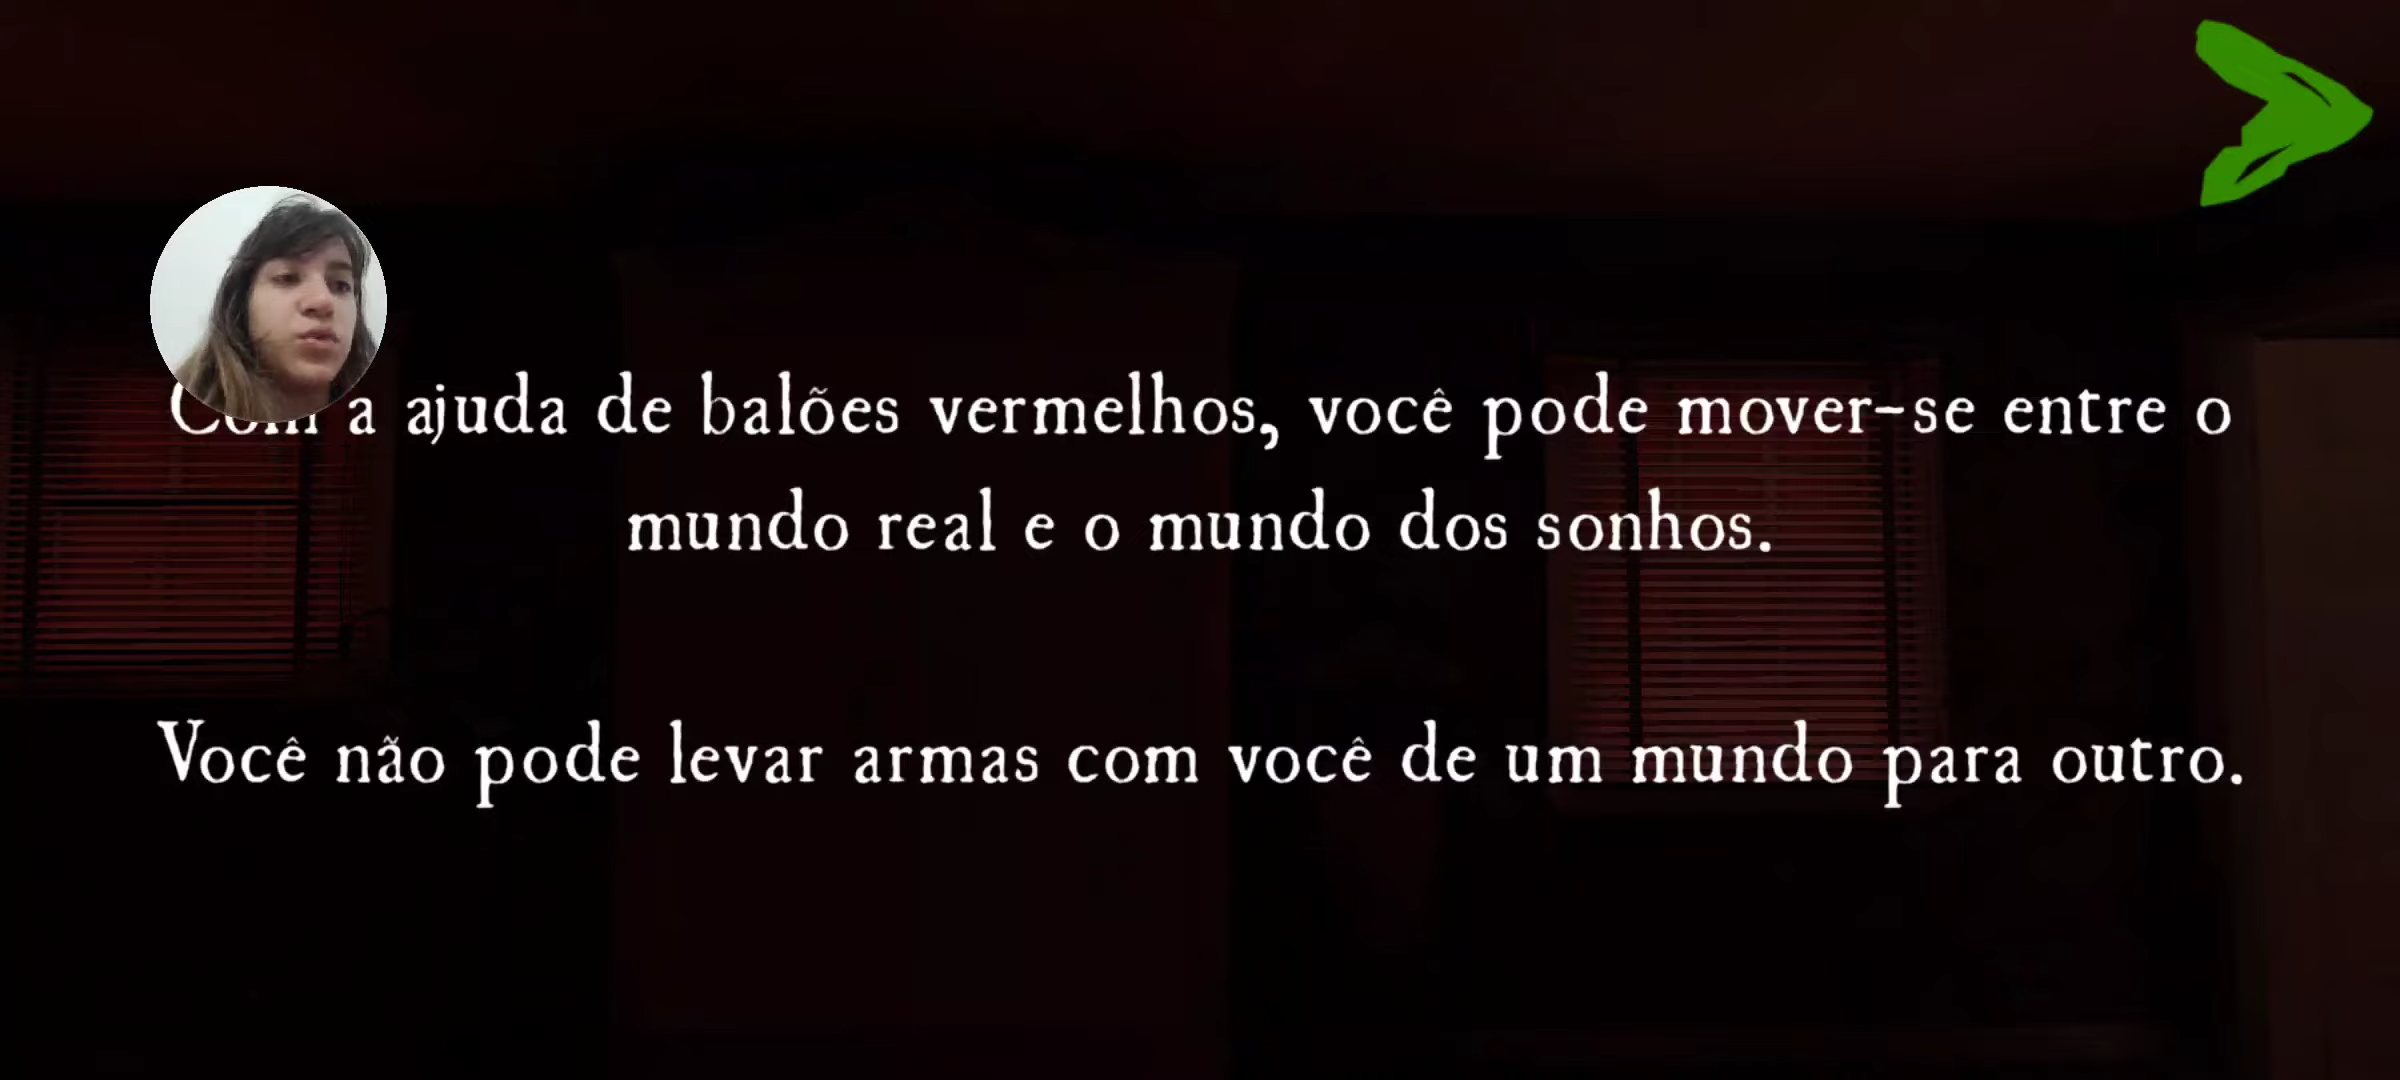 Com a ajuda de balões vermelhos, você pode mover-se entre o
mundo real e o mundo dos sonhos.
Você não pode levar armas com você de um mundo para outro.